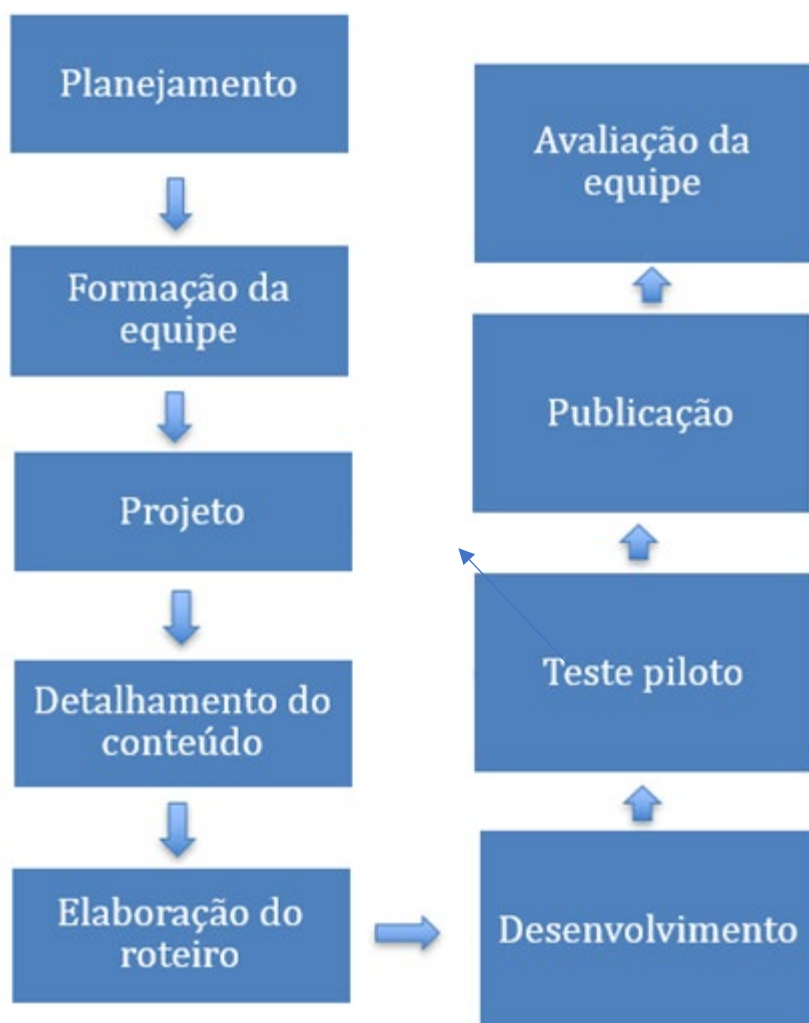 Planejamento
Formação da
equipe
Projeto
Detalhamento do
conteúdo
Elaboração do
roteiro
Desenvolvimento
Teste piloto
Publicação
Avaliação da
equipe